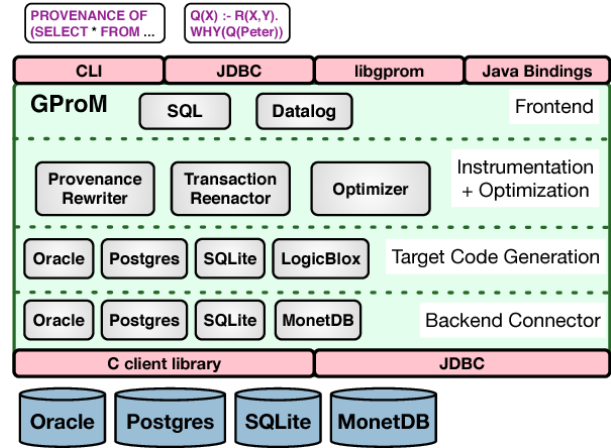 PROVENANCE OF
(SELECT * FROM ...
Q(X) :- R(X,Y).
WHY(Q(Peter))
CLI
JDBC
libgprom
Java Bindings
GProM
SQL
Datalog
Frontend
Provenance
Rewriter
Transaction
Reenactor
Optimizer
Instrumentation
+ Optimization
Oracle
Postgres
SQLite
LogicBlox
Target Code Generation
Oracle
Postgres
SQLite
MonetDB
Backend Connector
C client library
JDBC
Oracle
Postgres
SQLite
MonetDB